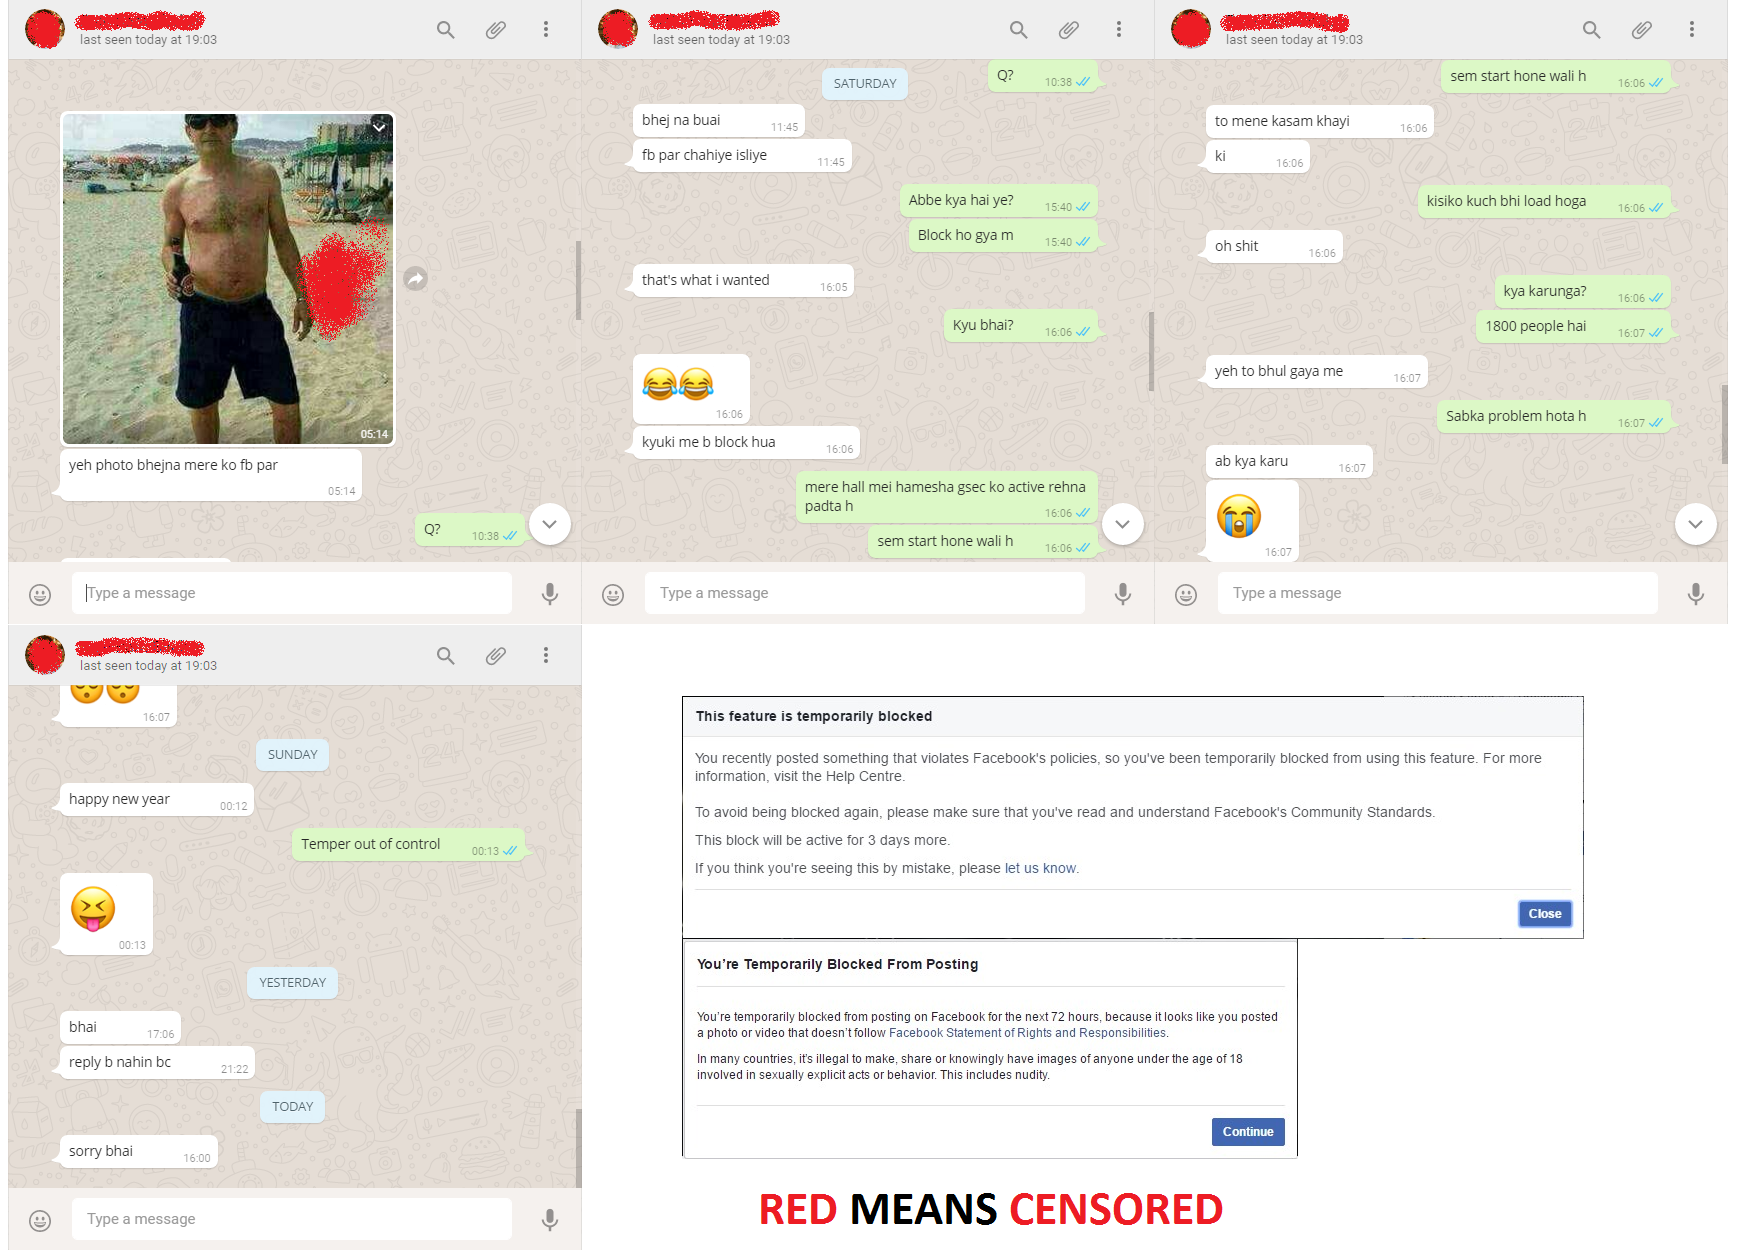 last seen today at 19:03
05:14
yeh photo bhejna mere ko fb par
05:14
Q?
10:38
Type a message
last seen today at 19:03
Q?
10:38
SATURDAY
bhej na buai
11:45
fb par chahiye isliye
11:45
Abbe kya hai ye?
15:40
Block ho gya m
15:40
that's what i wanted
16:05
Kyu bhai?
16:06
16:06
kyuki me b block hua
16:06
mere hall mei hamesha gsec ko active rehna
padta h
16:06
sem start hone wali h
16:06
Type a message
last seen today at 19:03
sem start hone wali h
16:06
to mene kasam khayi
16:06
ki
16:06
kisiko kuch bhi load hoga
16:06
oh shit
16:06
kya karunga?
16:06
1800 people hai
16:07
yeh to bhul gaya me
16:07
Sabka problem hota h
16:07
ab kya karu
16:07
16:07
Type a message
last seen today at 19:03
16:07
SUNDAY
happy new year
00:12
Temper out of control
00:13
00:13
YESTERDAY
bhai
17:06
reply b nahin bc
21:22
TODAY
sorry bhai
16:00
Type a message
This feature is temporarily blocked
You recently posted something that violates Facebook's policies, so you've been temporarily blocked from using this feature. For more
information, visit the Help Centre.
To avoid being blocked again, please make sure that you've read and understand Facebook's Community Standards.
This block will be active for 3 days more.
If you think you're seeing this by mistake, please let us know.
Close
You're Temporarily Blocked From Posting
You're temporarily blocked from posting on Facebook for the next 72 hours, because it looks like you posted
a photo or video that doesn't follow Facebook Statement of Rights and Responsibilities.
In many countries, it's illegal to make, share or knowingly have images of anyone under the age of 18
involved in sexually explicit acts or behavior. This includes nudity.
Continue
RED MEANS CENSORED